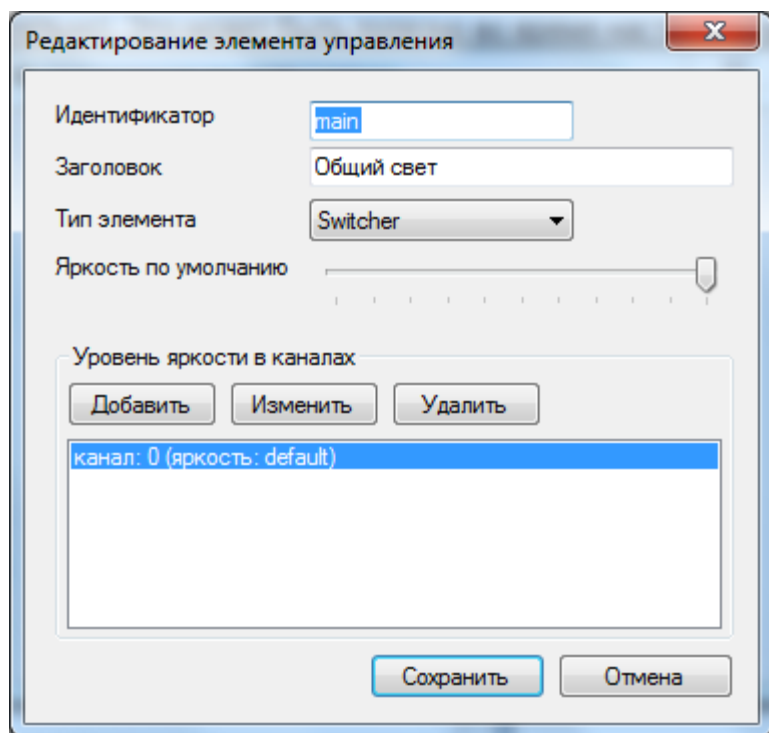 Редактирование элемента управления
Идентификатор main
Заголовок Общий свет
Тип элемента Switcher
Яркость по умолчанию
Уровень яркости в каналах
Добавить Изменить Удалить
канал: 0 (яркость: default)
Сохранить Отмена